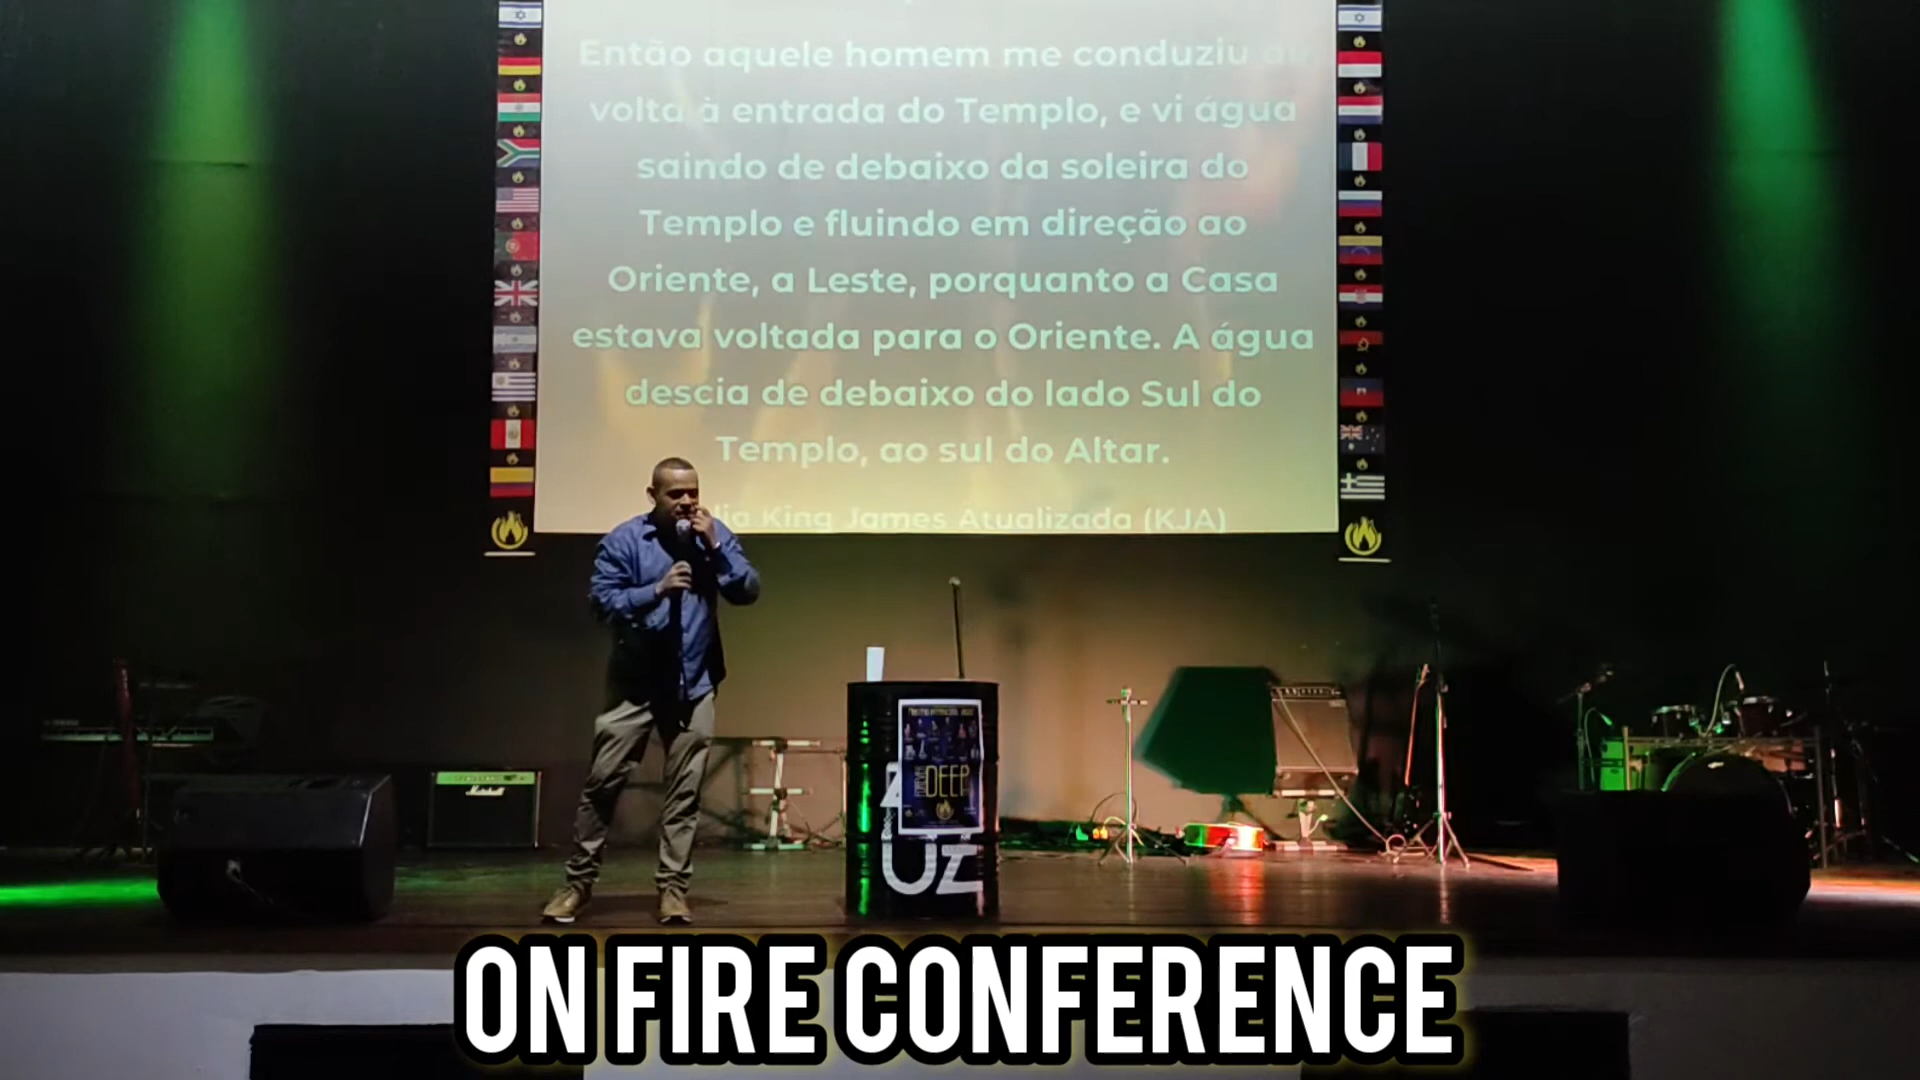 Então aquele homem me conduziu de
volta à entrada do Templo, e vi água
saindo de debaixo da soleira do
Templo e fluindo em direção ao
Oriente, a Leste, porquanto a Casa
estava voltada para o Oriente. A água
descia de debaixo do lado Sul do
Templo, ao sul do Altar.
King James Atualizada (KJA)
Marshall
DEEP
UZ
ON FIRE CONFERENCE